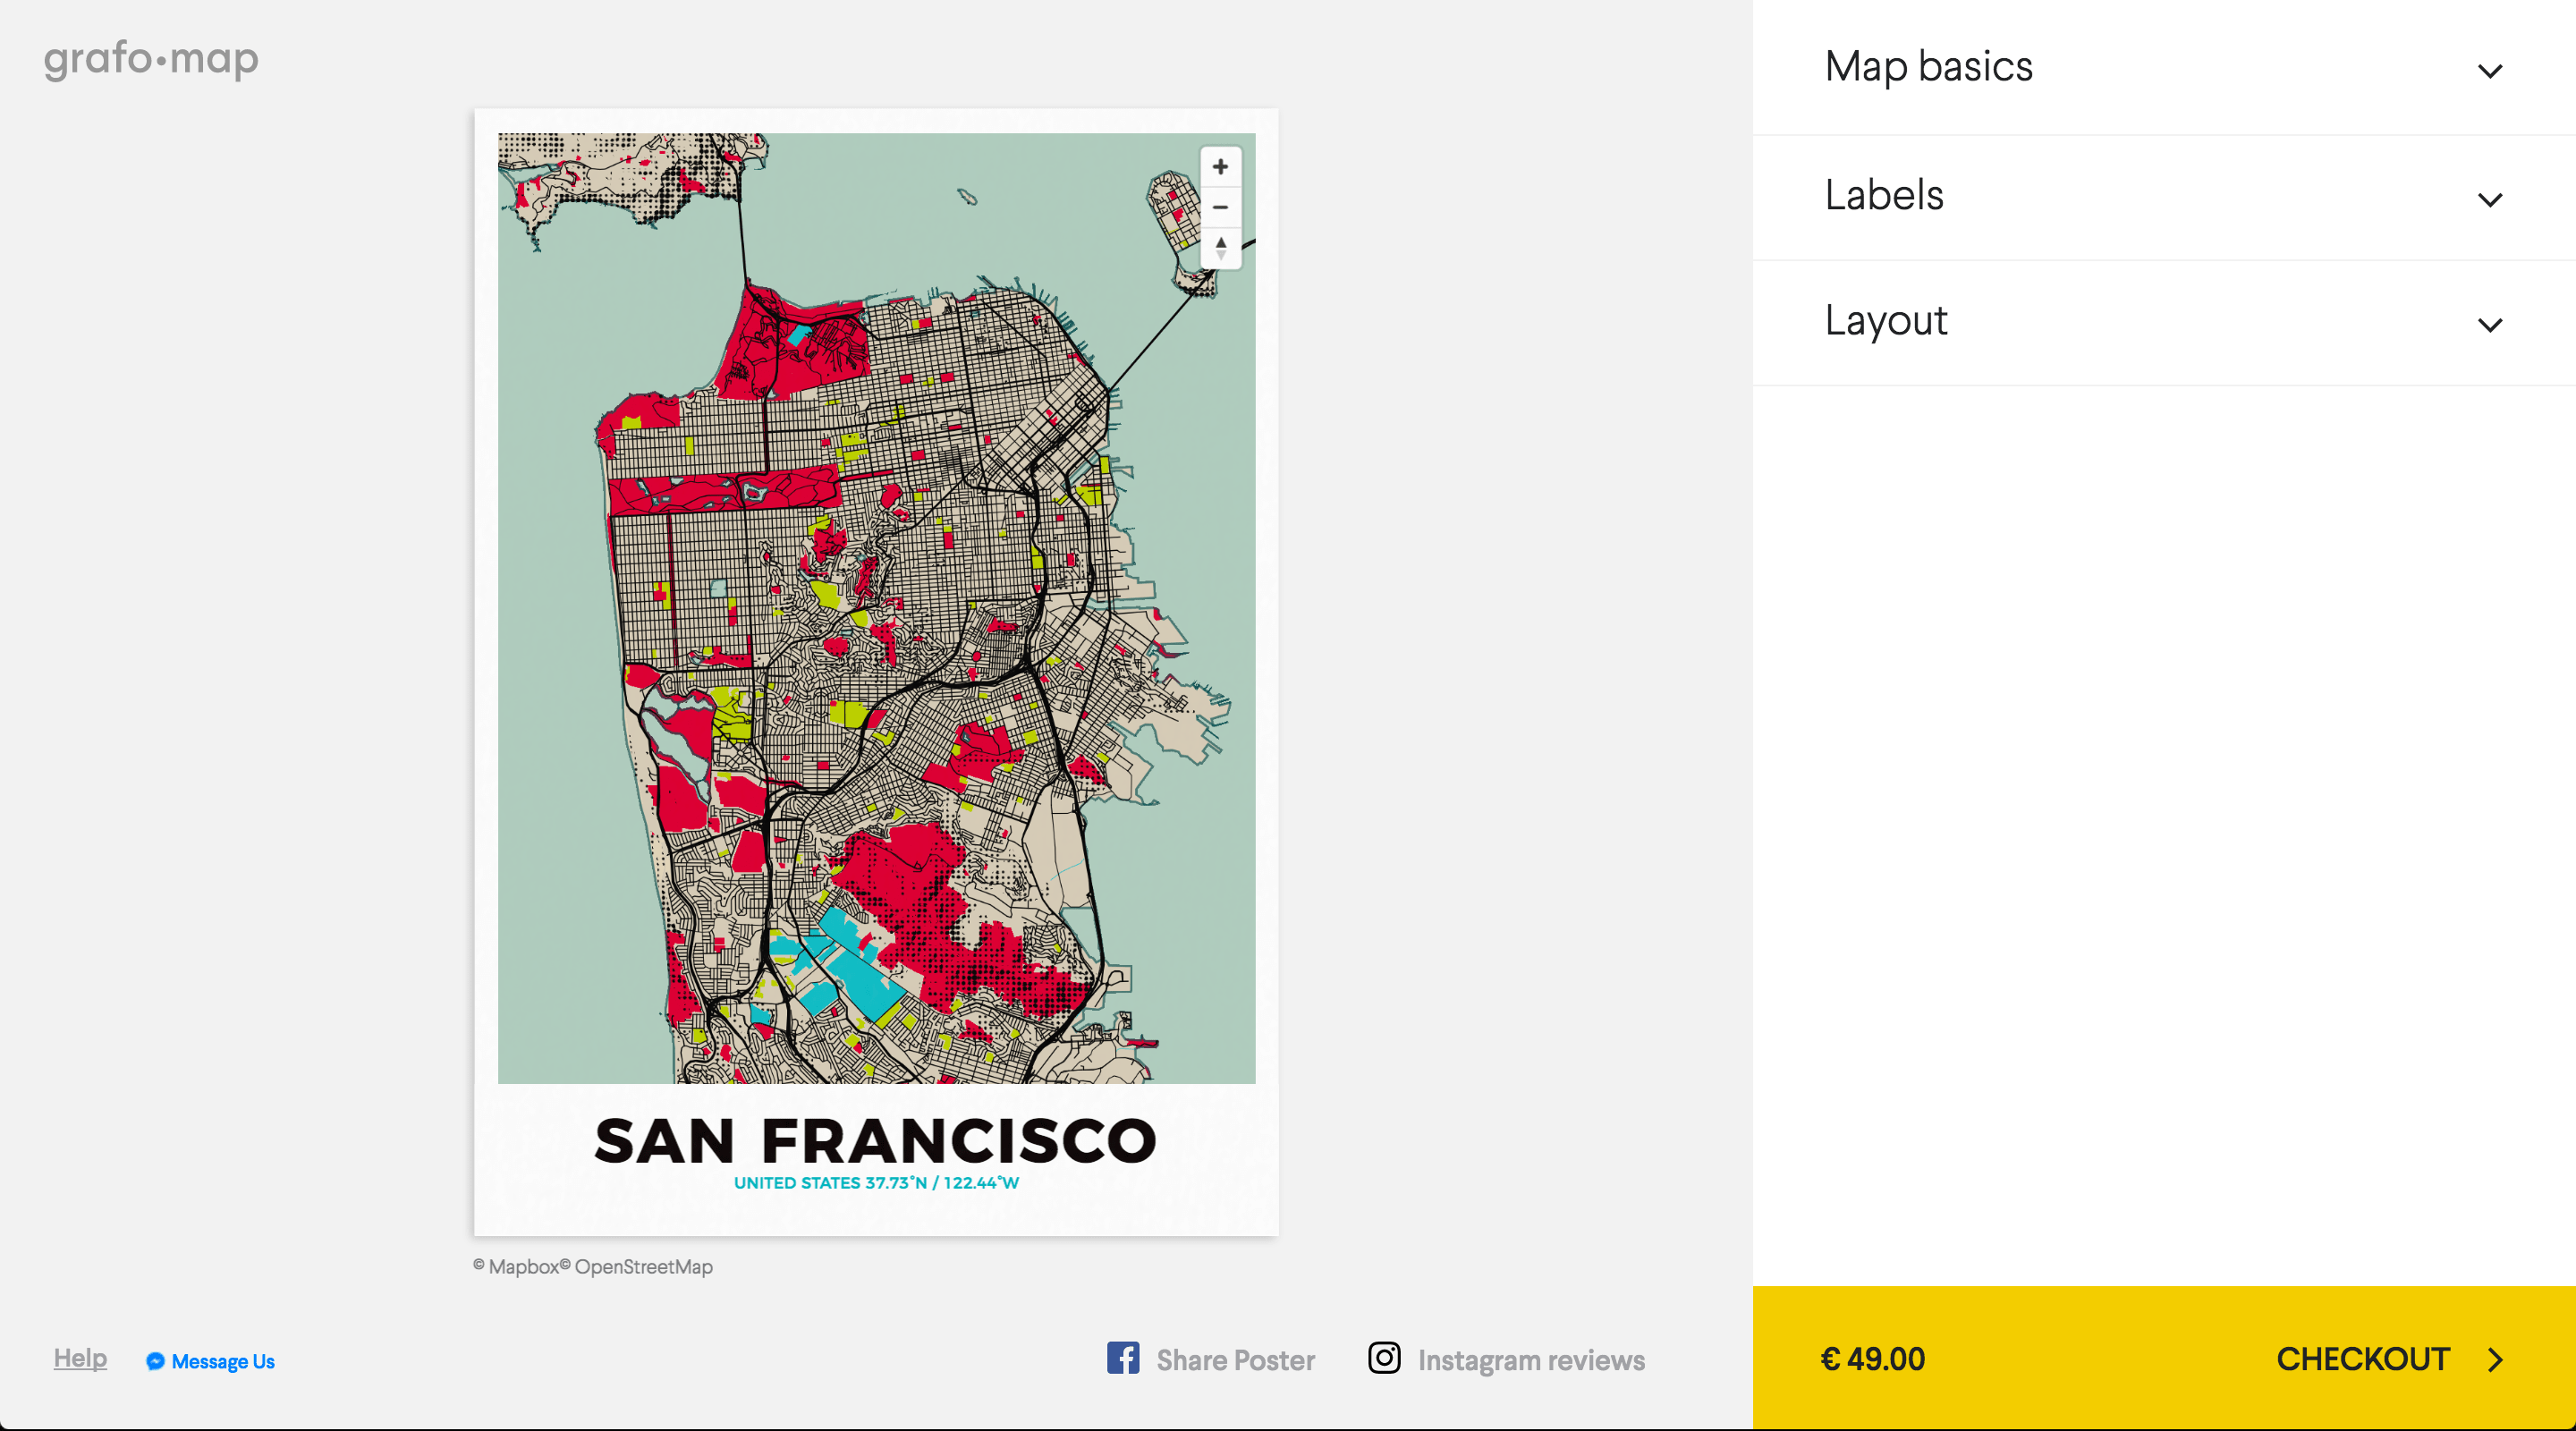 grafo•map
SAN FRANCISCO
UNITED STATES 37.73°N / 122.44°W
© Mapbox© OpenStreetMap
Help
Message Us
Share Poster
Instagram reviews
Map basics
Labels
Layout
€ 49.00
CHECKOUT